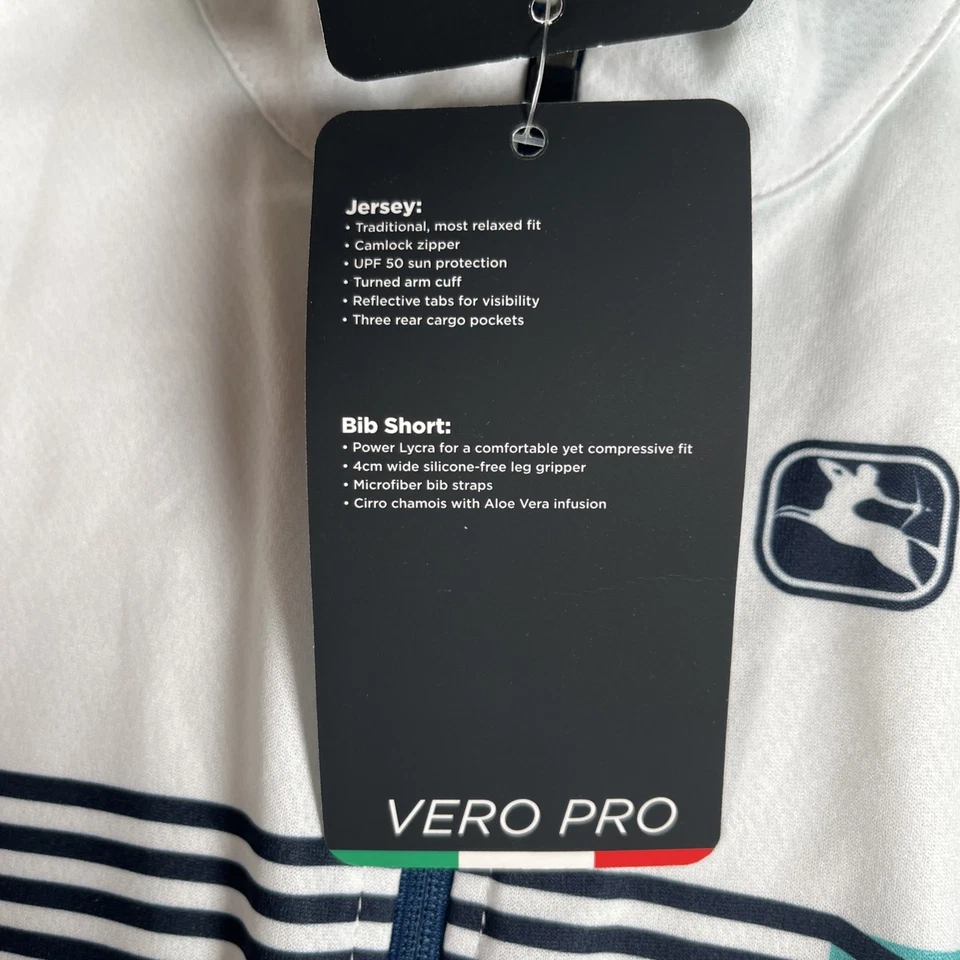 Jersey:
• Traditional, most relaxed fit
• Camlock zipper
• UPF 50 sun protection
• Turned arm cuff
• Reflective tabs for visibility
• Three rear cargo pockets
Bib Short:
• Power Lycra for a comfortable yet compressive fit
• 4cm wide silicone-free leg gripper
• Microfiber bib straps
• Cirro chamois with Aloe Vera infusion
VERO PRO